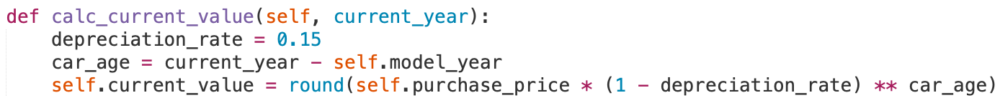 def calc_current_value(self, current_year):
    depreciation_rate = 0.15
    car_age = current_year - self.model_year
    self.current_value = round(self.purchase_price * (1 - depreciation_rate) ** car_age)